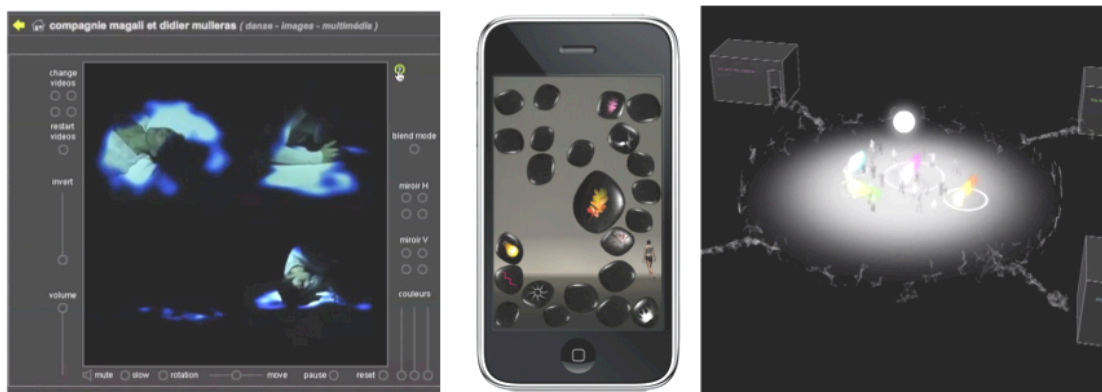 compagnie magali et didier mulleras ( danse - images - multimédia )
change
videos
restart
videos
invert
volume
blend mode
miroir H
miroir V
couleurs
mute slow rotation move pause reset